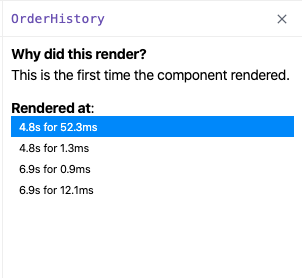 OrderHistory
Why did this render?
This is the first time the component rendered.
Rendered at:
4.8s for 52.3ms
4.8s for 1.3ms
6.9s for 0.9ms
6.9s for 12.1ms